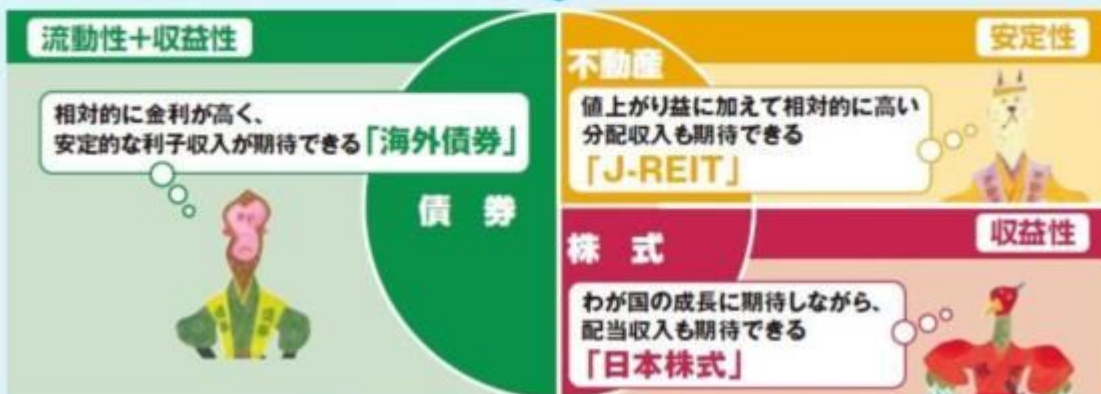 流動性+収益性
相対的に金利が高く、
安定的な利子収入が期待できる「海外債券」
債券
不動産
安定性
値上がり益に加えて相対的に高い
分配収入も期待できる
「J-REIT」
株式
収益性
わが国の成長に期待しながら、
配当収入も期待できる
「日本株式」